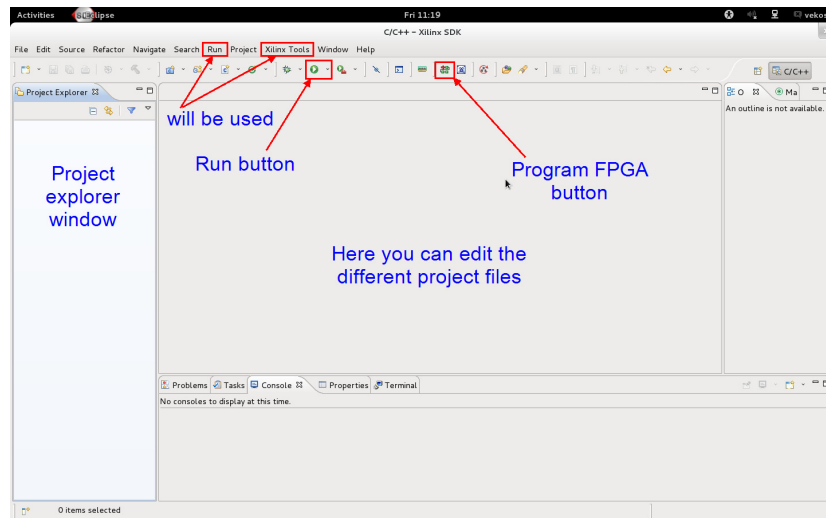 Activities
Fri 11:19
vekos
C/C++ - Xilinx SDK
File Edit Source Refactor Navigate Search Run Project Xilinx Tools Window Help
C/C++
Project Explorer
O
Ma
An outline is not available.
will be used
Run button
Program FPGA
button
Project
explorer
window
Here you can edit the
different project files
Problems Tasks Console Properties Terminal
No consoles to display at this time.
0 items selected